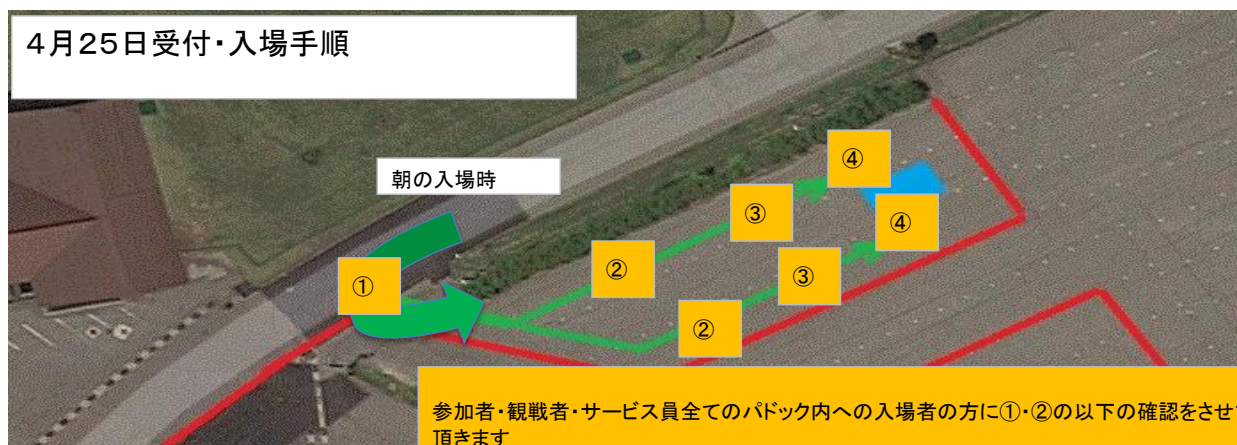 ４月２５日受付・入場手順
朝の入場時
①
②
③
④
②
③
④
参加者・観戦者・サービス員全てのパドック内への入場者の方に①・②の以下の確認をさせて
頂きます